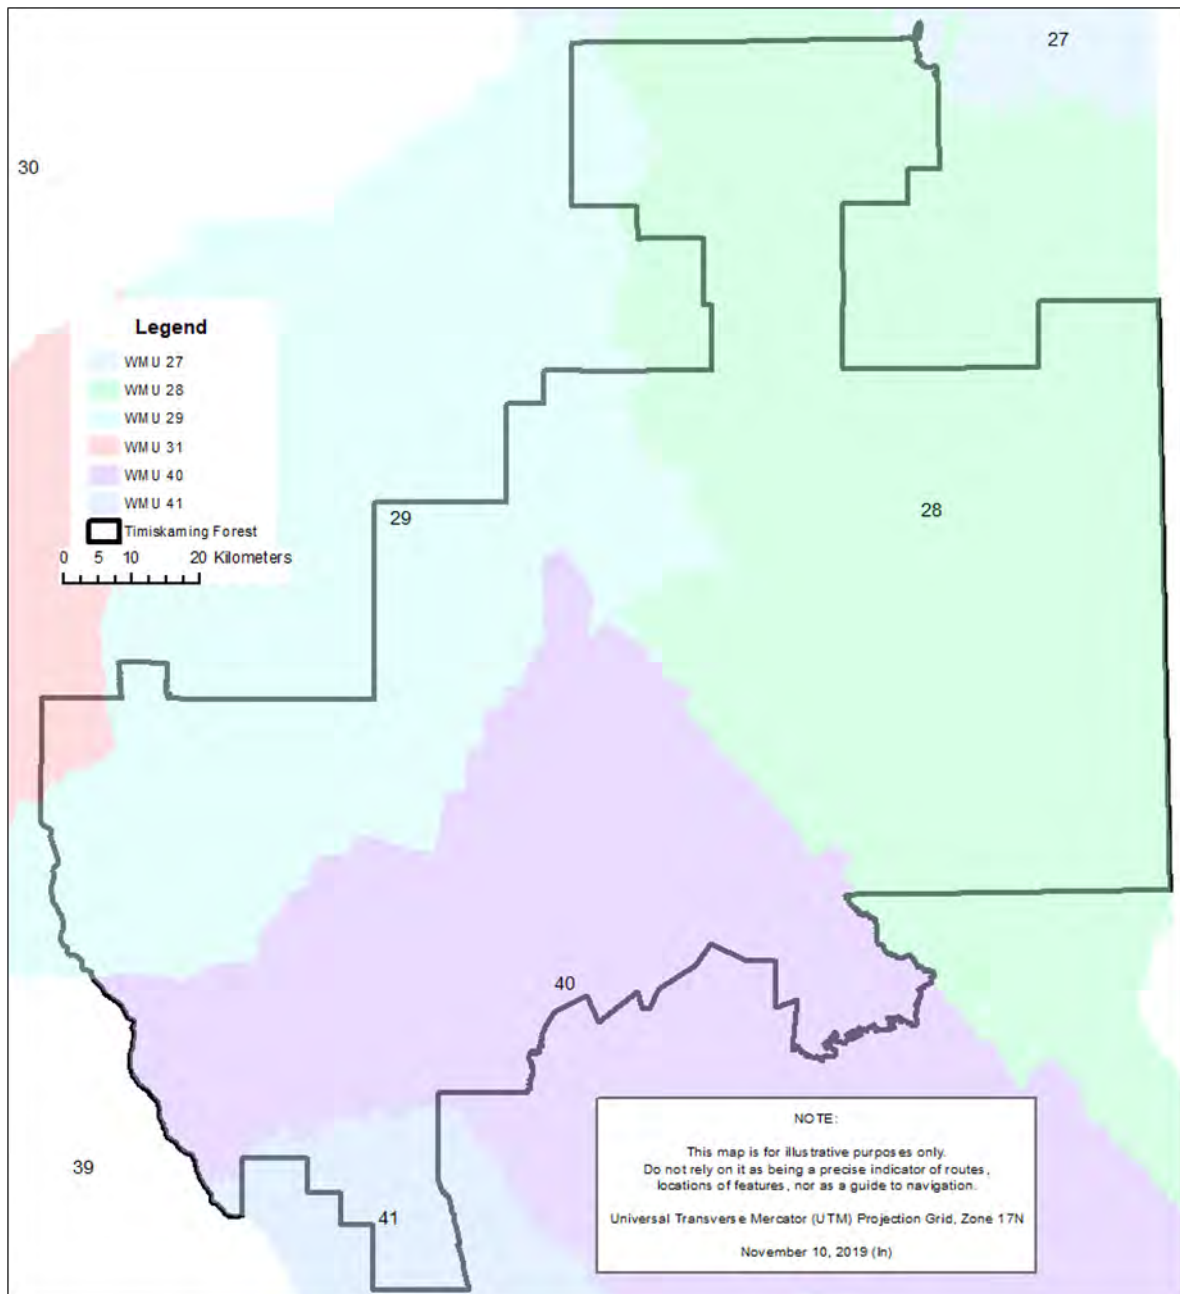 27
30
Legend
WMU 27
WMU 28
WMU 29
WMU 31
WMU 40
WMU 41
Timiskaming Forest
0 5 10 20 Kilometers
29
28
40
39
41
NOTE:
This map is for illustrative purposes only.
Do not rely on it as being a precise indicator of routes,
locations of features, nor as a guide to navigation.
Universal Transverse Mercator (UTM) Projection Grid, Zone 17N
November 10, 2019 (ln)